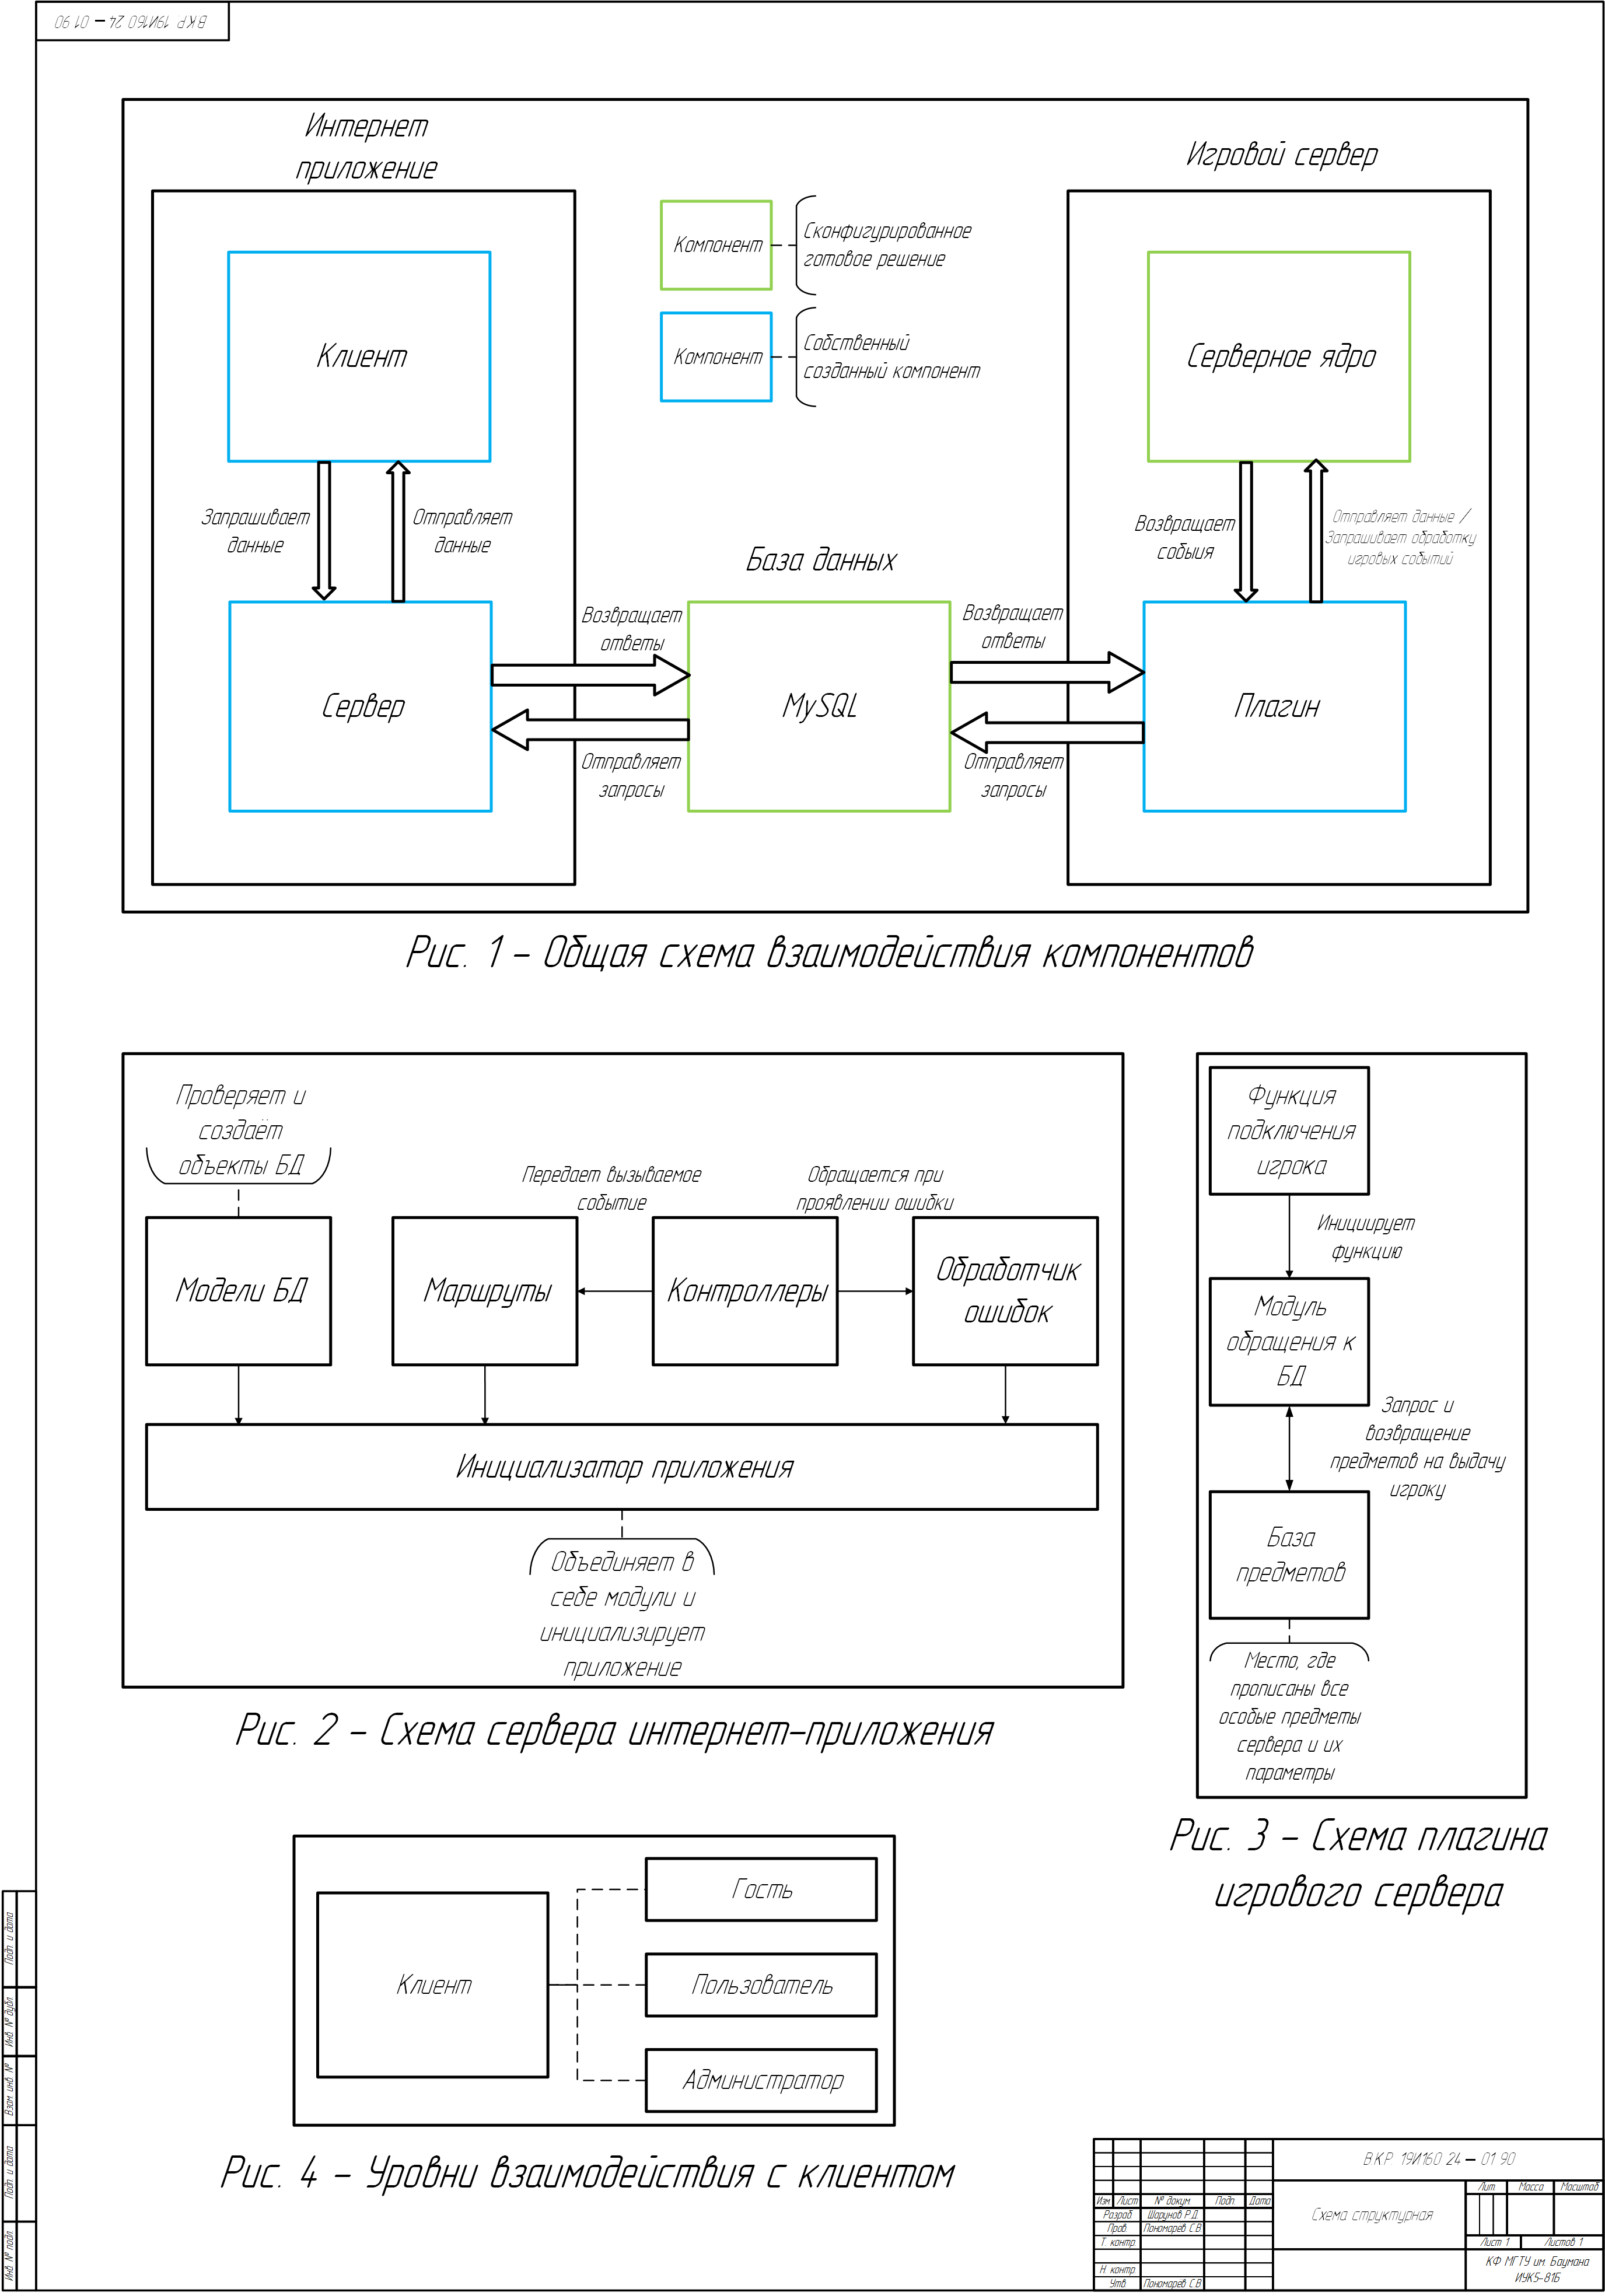 ВКР 19И160 24 – 01 90
Интернет
приложение
Игровой сервер
Компонент
Сконфигурированное
готовое решение
Компонент
Собственный
созданный компонент
Клиент
Серверное ядро
Запрашивает
данные
Отправляет
данные
Возвращает
собыия
Отправляет данные /
Запрашивает обработку
игровых событий
База данных
Возвращает
ответы
Возвращает
ответы
Сервер
MySQL
Плагин
Отправляет
запросы
Отправляет
запросы
Рис. 1 – Общая схема взаимодействия компонентов
Проверяет и
создаёт
объекты БД
Передает вызываемое
событие
Обращается при
проявлении ошибки
Модели БД
Маршруты
Контроллеры
Обработчик
ошибок
Инициализатор приложения
Объединяет в
себе модули и
инициализирует
приложение
Рис. 2 – Схема сервера интернет-приложения
Функция
подключения
игрока
Инициирует
функцию
Модуль
обращения к
БД
Запрос и
возвращение
предметов на выдачу
игроку
База
предметов
Место, где
прописаны все
особые предметы
сервера и их
параметры
Рис. 3 – Схема плагина
игрового сервера
Клиент
Гость
Пользователь
Администратор
Рис. 4 – Уровни взаимодействия с клиентом
Подп. и дата
Инв. № дубл.
Взам. инв. №
Подп. и дата
Инв. № подл.
ВКР 19И160 24 – 01 90
Изм. Лист № докум. Подп. Дата
Разраб. Шарунов Р.Д.
Пров. Пономарев С.В.
Т. контр.
Н. контр.
Утв. Пономарев С.В.
Схема структурная
Лит. Масса Масштаб
Лист 1 Листов 1
КФ МГТУ им. Баумана
ИУК5-81Б